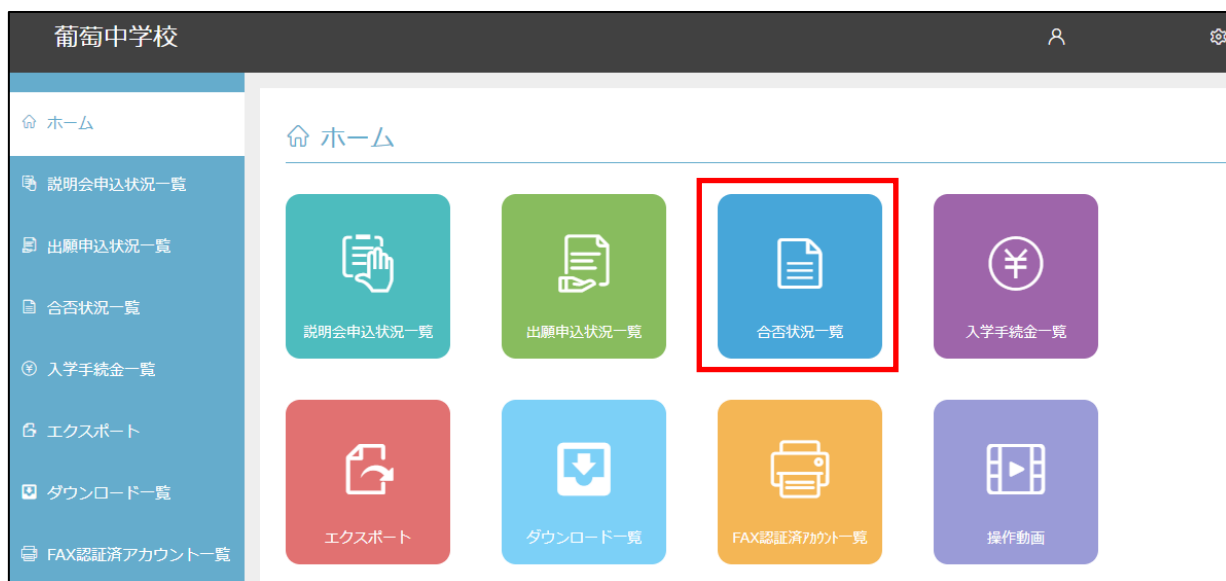 葡萄中学校
ホーム
説明会申込状況一覧
出願申込状況一覧
合否状況一覧
入学手続金一覧
エクスポート
ダウンロード一覧
FAX認証済アカウント一覧
ホーム
説明会申込状況一覧
出願申込状況一覧
合否状況一覧
入学手続金一覧
エクスポート
ダウンロード一覧
FAX認証済ｱｶｳﾝﾄ一覧
操作動画